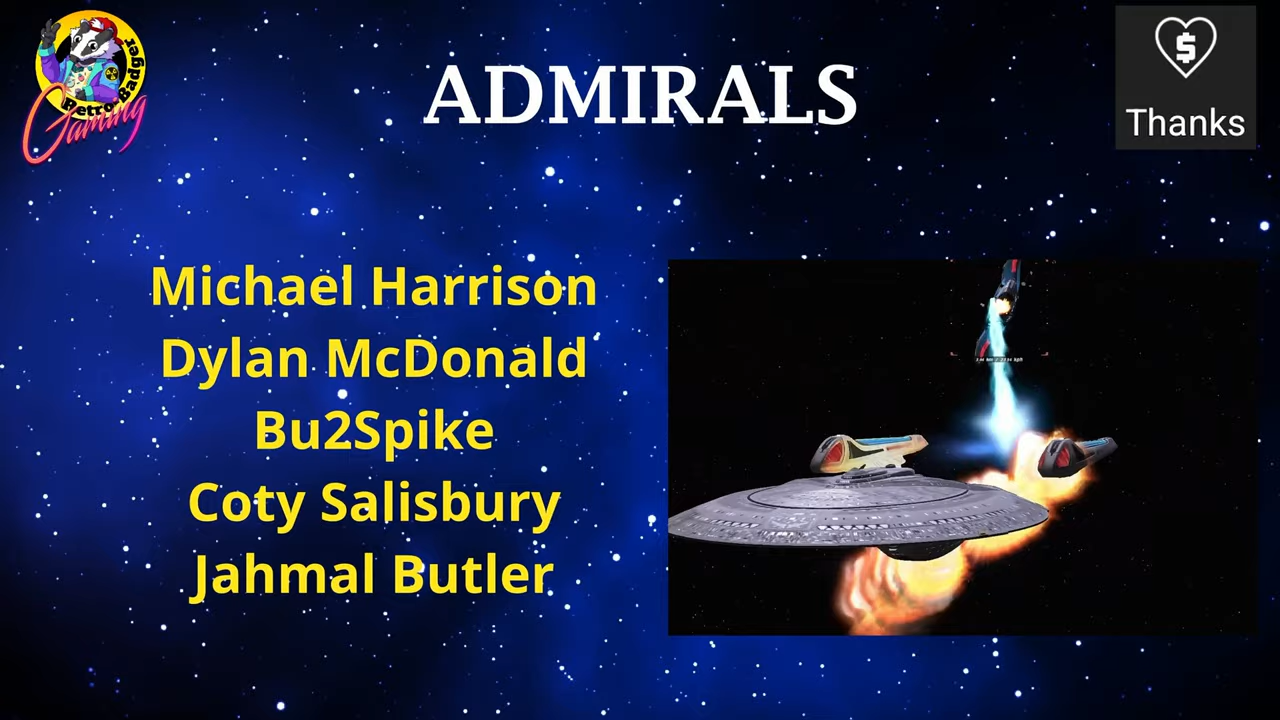 Retro Badger
Gaming
ADMIRALS
$
Thanks
Michael Harrison
Dylan McDonald
Bu2Spike
Coty Salisbury
Jahmal Butler